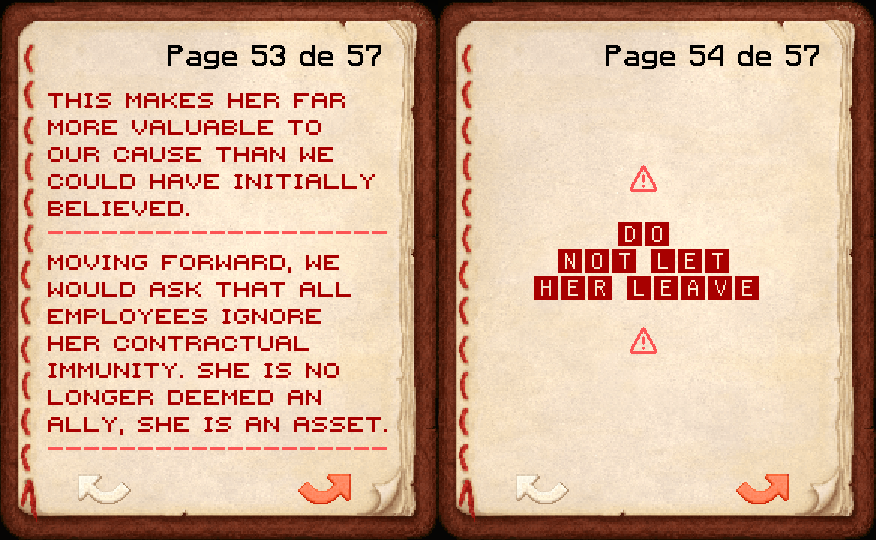 Page 53 de 57
THIS MAKES HER FAR
MORE VALUABLE TO
OUR CAUSE THAN WE
COULD HAVE INITIALLY
BELIEVED.
MOVING FORWARD, WE
WOULD ASK THAT ALL
EMPLOYEES IGNORE
HER CONTRACTUAL
IMMUNITY. SHE IS NO
LONGER DEEMED AN
ALLY, SHE IS AN ASSET.
Page 54 de 57
DO
NOT LET
HER LEAVE